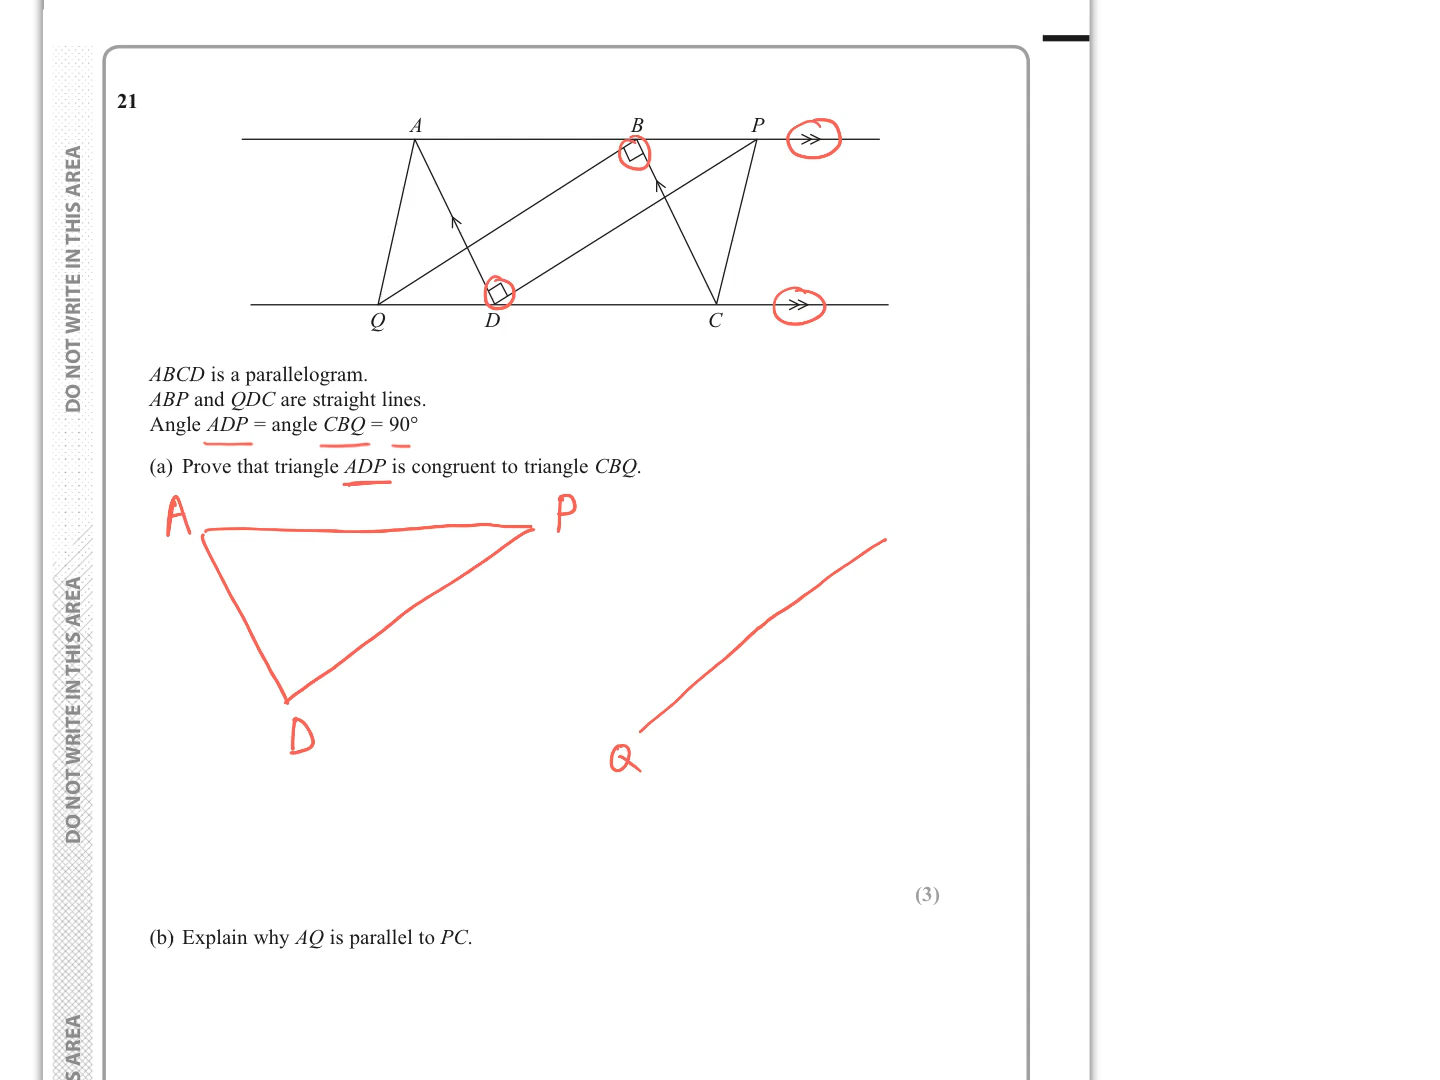 21
A B P
Q D C
ABCD is a parallelogram.
ABP and QDC are straight lines.
Angle ADP = angle CBQ = 90°
(a) Prove that triangle ADP is congruent to triangle CBQ.
A P
D
Q
(3)
(b) Explain why AQ is parallel to PC.
DO NOT WRITE IN THIS AREA
DO NOT WRITE IN THIS AREA
S AREA